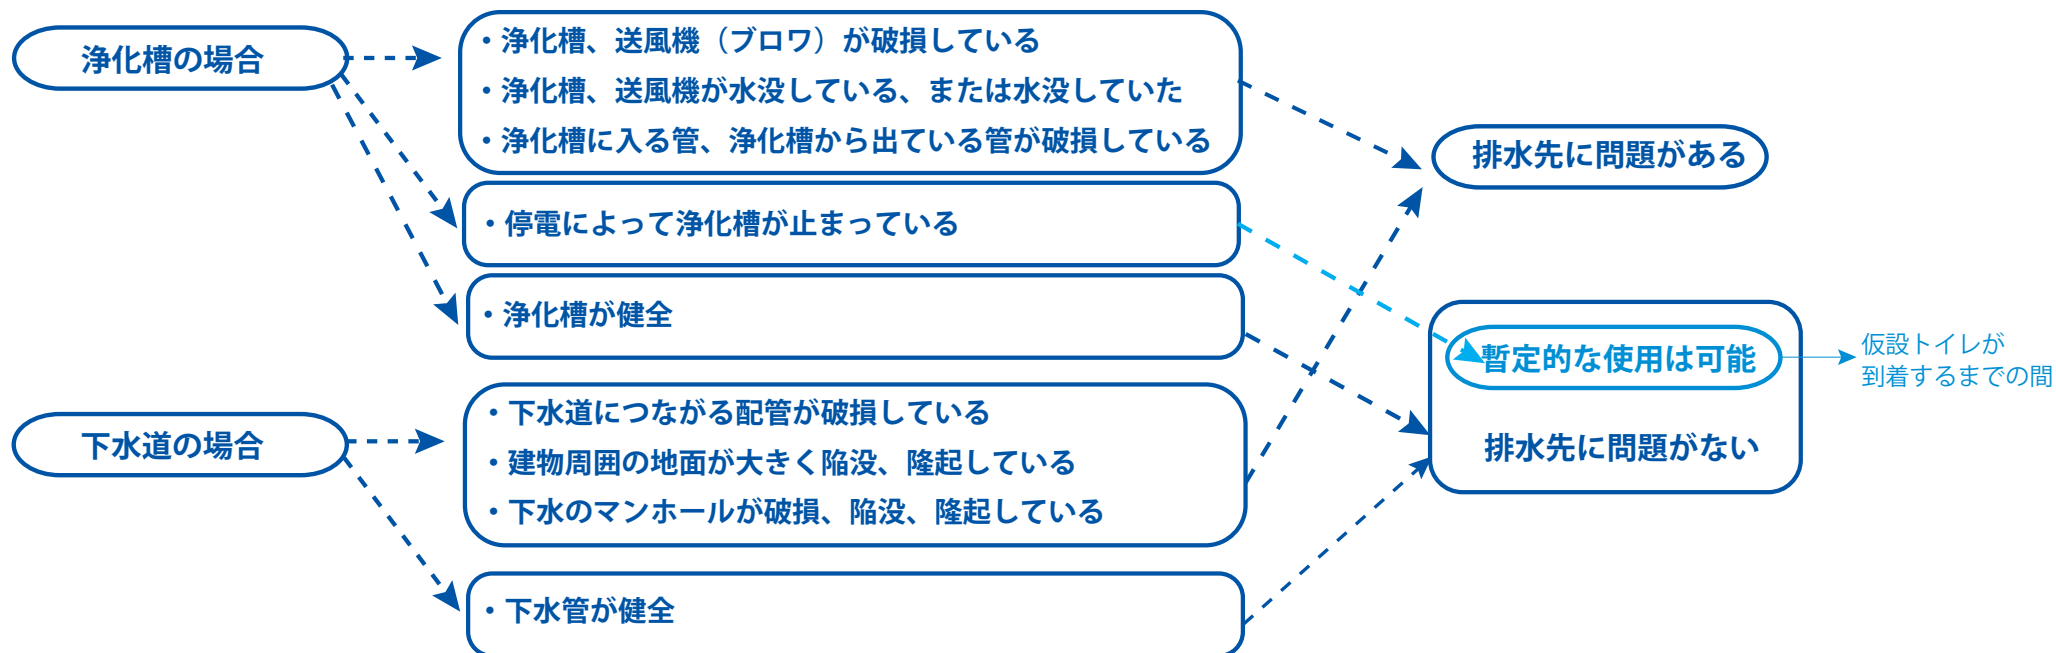 浄化槽の場合
・浄化槽、送風機（ブロワ）が破損している
・浄化槽、送風機が水没している、または水没していた
・浄化槽に入る管、浄化槽から出ている管が破損している
・停電によって浄化槽が止まっている
・浄化槽が健全
下水道の場合
・下水道につながる配管が破損している
・建物周囲の地面が大きく陥没、隆起している
・下水のマンホールが破損、陥没、隆起している
・下水管が健全
排水先に問題がある
暫定的な使用は可能
排水先に問題がない
仮設トイレが
到着するまでの間